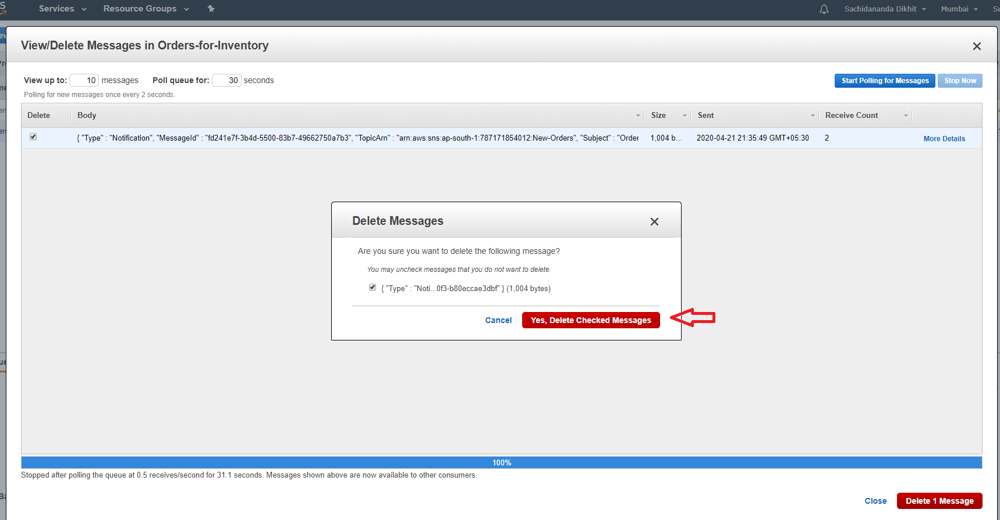 Services Resource Groups Sachidananda Dikhit Mumbai
View/Delete Messages in Orders-for-Inventory
View up to: 10 messages Poll queue for: 30 seconds Start Polling for Messages Stop Now
Polling for new messages once every 2 seconds.
Delete Body Size Sent Receive Count
{ "Type" : "Notification", "MessageId" : "fd241e7f-3b4d-5500-83b7-49662750a7b3", "TopicArn" : "arn:aws:sns:ap-south-1:787171854012:New-Orders", "Subject" : "Order 1,004 b... 2020-04-21 21:35:49 GMT+05:30 2 More Details
Delete Messages
Are you sure you want to delete the following message?
You may uncheck messages that you do not want to delete.
{ "Type" : "Noti...0f3-b80eccae3dbf" } (1,004 bytes)
Cancel Yes, Delete Checked Messages
100%
Stopped after polling the queue at 0.5 receives/second for 31.1 seconds. Messages shown above are now available to other consumers.
Close Delete 1 Message